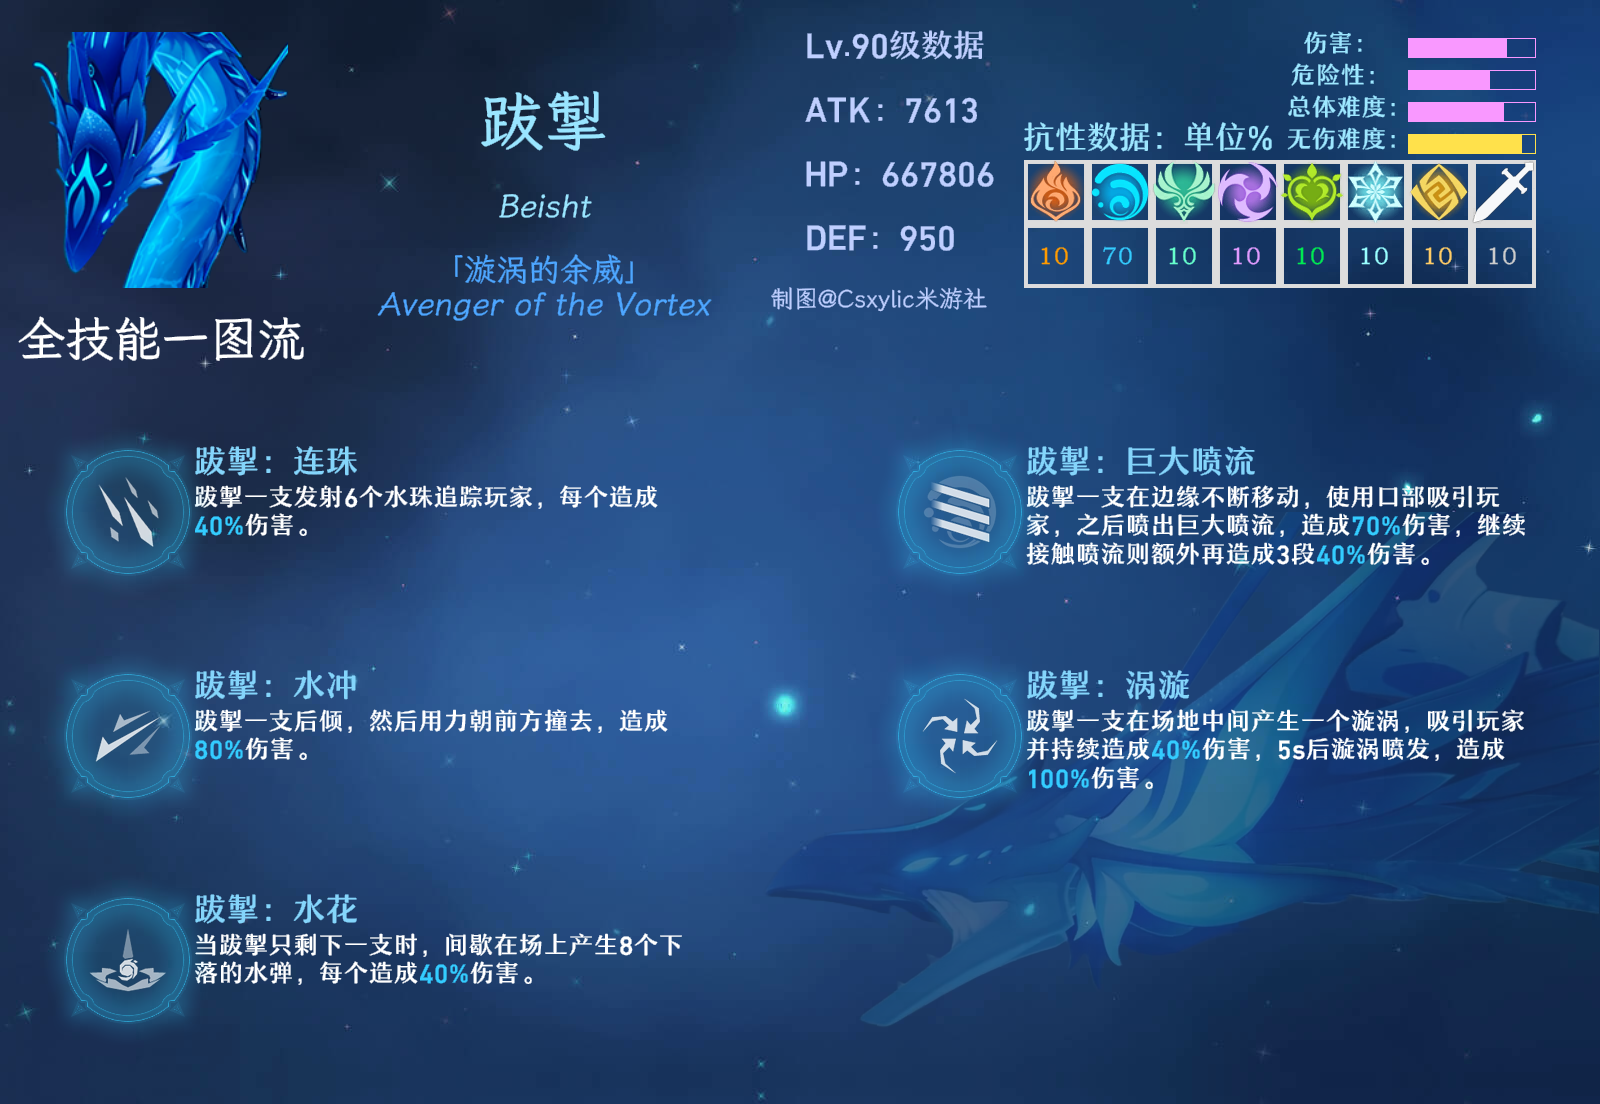 跋掣
Beisht
「漩涡的余威」
Avenger of the Vortex
全技能一图流
Lv.90级数据
ATK：7613
HP：667806
DEF：950
制图@Csxylic米游社
伤害：
危险性：
总体难度：
无伤难度：
抗性数据：单位%
10 70 10 10 10 10 10 10
跋掣：连珠
跋掣一支发射6个水珠追踪玩家，每个造成
40%伤害。
跋掣：水冲
跋掣一支后倾，然后用力朝前方撞去，造成
80%伤害。
跋掣：水花
当跋掣只剩下一支时，间歇在场上产生8个下
落的水弹，每个造成40%伤害。
跋掣：巨大喷流
跋掣一支在边缘不断移动，使用口部吸引玩
家，之后喷出巨大喷流，造成70%伤害，继续
接触喷流则额外再造成3段40%伤害。
跋掣：涡漩
跋掣一支在场地中间产生一个漩涡，吸引玩家
并持续造成40%伤害，5s后漩涡喷发，造成
100%伤害。